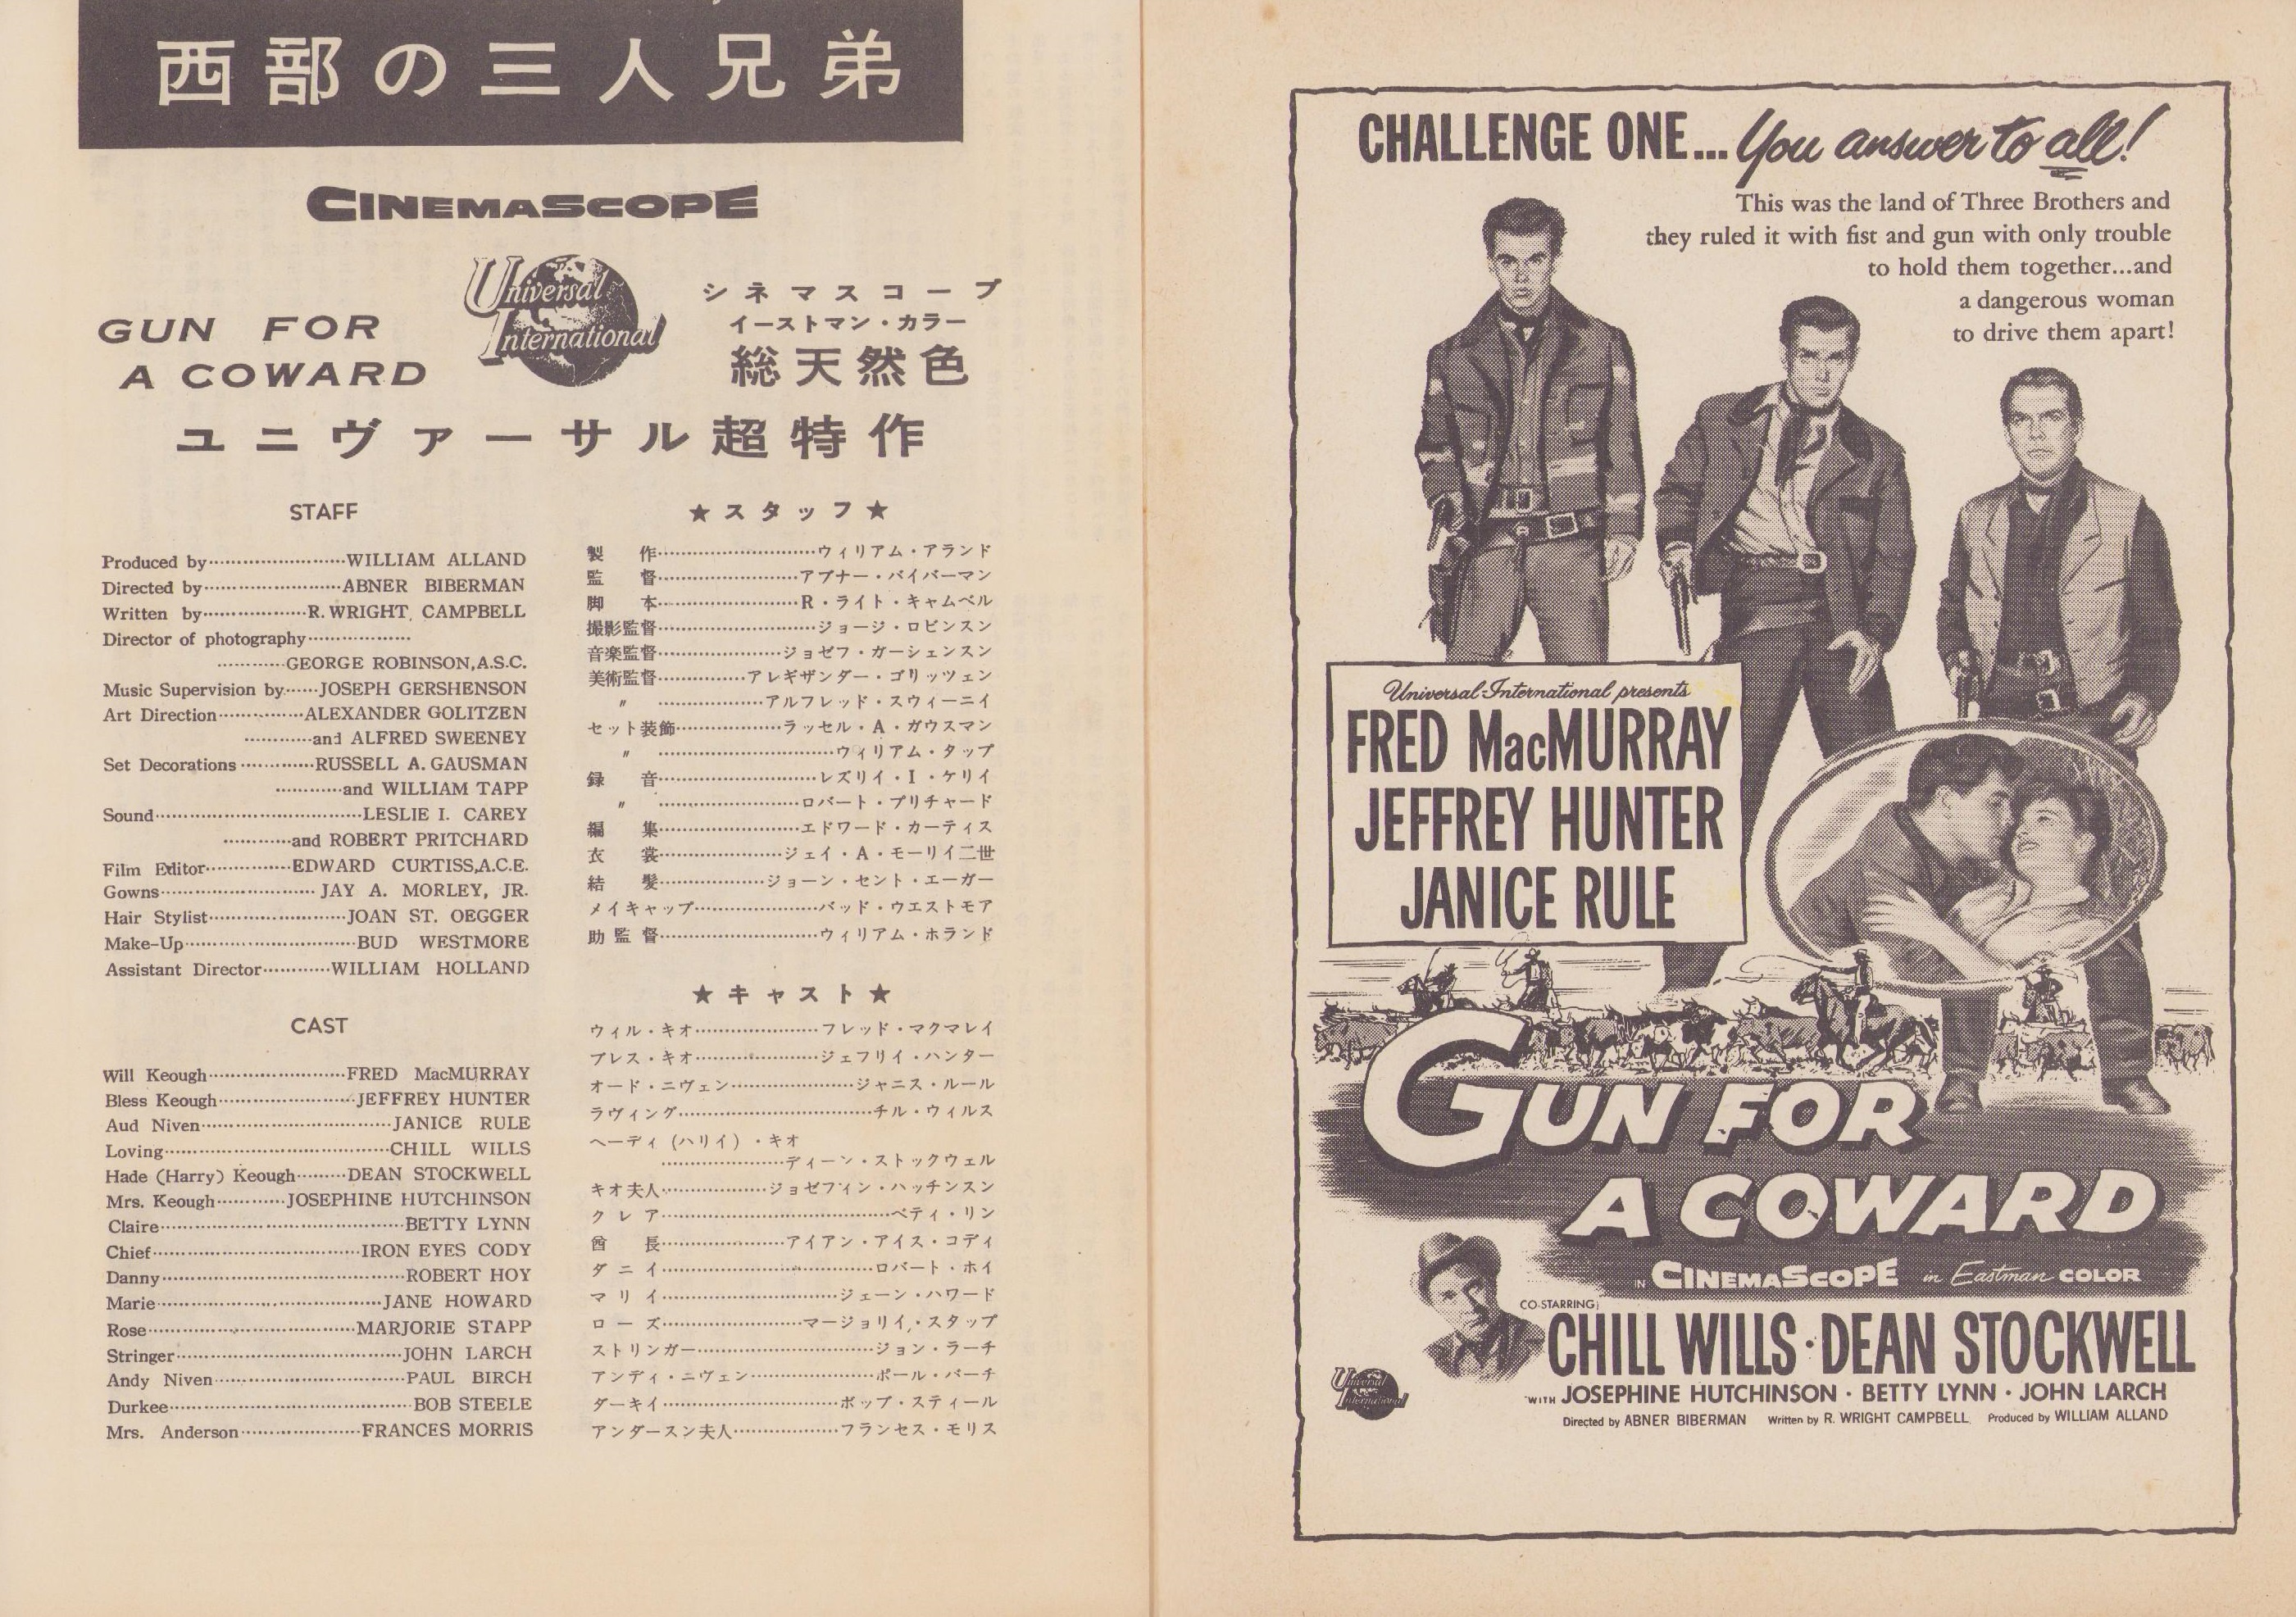 西部の三人兄弟
CINEMASCOPE
Universal
International
GUN FOR
A COWARD
シネマスコープ
イーストマン・カラー
総天然色
ユニヴァーサル超特作
STAFF
Produced by························WILLIAM ALLAND
Directed by························ABNER BIBERMAN
Written by··················R. WRIGHT CAMPBELL
Director of photography··················
············GEORGE ROBINSON, A.S.C.
Music Supervision by······JOSEPH GERSHENSON
Art Direction···············ALEXANDER GOLITZEN
············and ALFRED SWEENEY
Set Decorations·············RUSSELL A. GAUSMAN
············and WILLIAM TAPP
Sound····································LESLIE I. CAREY
············and ROBERT PRITCHARD
Film Editor···············EDWARD CURTISS, A.C.E.
Gowns···························JAY A. MORLEY, JR.
Hair Stylist························JOAN ST. OEGGER
Make-Up······························BUD WESTMORE
Assistant Director············WILLIAM HOLLAND
★スタッフ★
製作···························ウィリアム・アランド
監督························アブナー・バイバーマン
脚本························R・ライト・キャムベル
撮影監督···························ジョージ・ロビンスン
音楽監督·····················ジョゼフ・ガーシェンスン
美術監督···············アレギザンダー・ゴリッツェン
〃··················アルフレッド・スウィーニイ
セット装飾··················ラッセル・A・ガウスマン
〃······························ウィリアム・タップ
録音···························レズリイ・I・ケリイ
〃························ロバート・プリチャード
編集························エドワード・カーティス
衣裳·····················ジェイ・A・モーリイ二世
結髪··················ジョーン・セント・エーガー
メイキャップ·····················バッド・ウエストモア
助監督···························ウィリアム・ホランド
CAST
Will Keough························FRED MacMURRAY
Bless Keough························JEFFREY HUNTER
Aud Niven·································JANICE RULE
Loving·······································CHILL WILLS
Hade (Harry) Keough·········DEAN STOCKWELL
Mrs. Keough············JOSEPHINE HUTCHINSON
Claire··········································BETTY LYNN
Chief····································IRON EYES CODY
Danny··········································ROBERT HOY
Marie·······································JANE HOWARD
Rose····································MARJORIE STAPP
Stringer·······································JOHN LARCH
Andy Niven·································PAUL BIRCH
Durkee··········································BOB STEELE
Mrs. Anderson·····················FRANCES MORRIS
★キャスト★
ウィル・キオ·····················フレッド・マクマレイ
ブレス・キオ·····················ジェフリイ・ハンター
オード・ニヴェン·····················ジャニス・ルール
ラヴィング·································チル・ウィルス
ヘーディ(ハリイ)・キオ
·····················ディーン・ストックウェル
キオ夫人··················ジョゼフィン・ハッチンスン
クレア·······································ベティ・リン
酋長·····················アイアン・アイス・コディ
ダニイ····································ロバート・ホイ
マリイ······························ジェーン・ハワード
ローズ························マージョリイ・スタップ
ストリンガー······························ジョン・ラーチ
アンディ・ニヴェン·····················ポール・バーチ
ダーキイ······························ボッブ・スティール
アンダースン夫人··················フランセス・モリス
CHALLENGE ONE... You answer to all!
This was the land of Three Brothers and
they ruled it with fist and gun with only trouble
to hold them together...and
a dangerous woman
to drive them apart!
Universal-International presents
FRED MacMURRAY
JEFFREY HUNTER
JANICE RULE
GUN FOR
A COWARD
IN CINEMASCOPE in Eastman COLOR
CO-STARRING
CHILL WILLS · DEAN STOCKWELL
Universal
International
WITH JOSEPHINE HUTCHINSON · BETTY LYNN · JOHN LARCH
Directed by ABNER BIBERMAN Written by R. WRIGHT CAMPBELL Produced by WILLIAM ALLAND